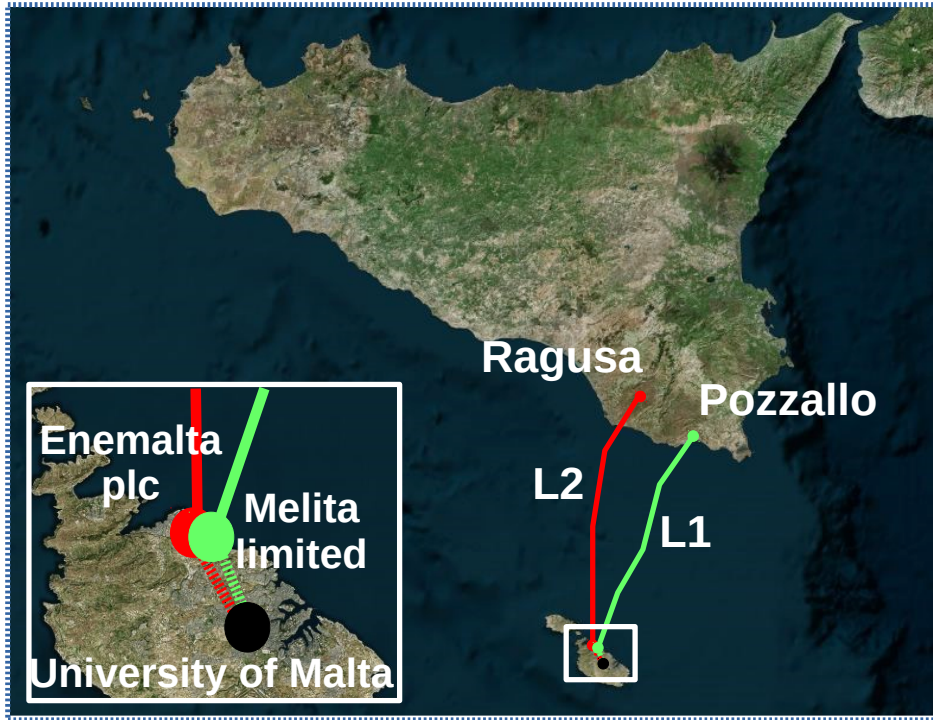 Ragusa
Pozzallo
L2
L1
Enemalta
plc
Melita
limited
University of Malta